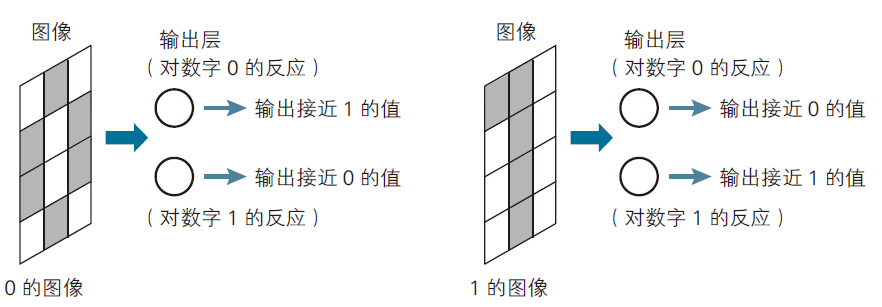 图像
输出层
（对数字 0 的反应）
输出接近 1 的值
输出接近 0 的值
（对数字 1 的反应）
0 的图像
图像
输出层
（对数字 0 的反应）
输出接近 0 的值
输出接近 1 的值
（对数字 1 的反应）
1 的图像